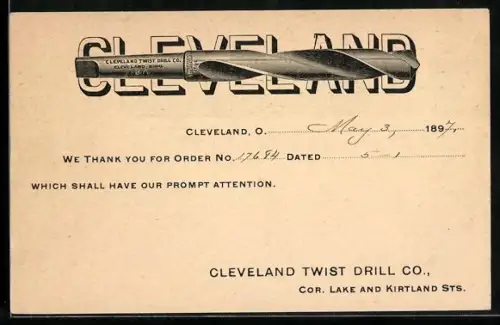 CLEVELAND
CLEVELAND TWIST DRILL CO.
CLEVELAND, OHIO
CLEVELAND, O. May 3, 1897.
WE THANK YOU FOR ORDER NO. 17684 DATED 5-1
WHICH SHALL HAVE OUR PROMPT ATTENTION.
CLEVELAND TWIST DRILL CO.,
COR. LAKE AND KIRTLAND STS.